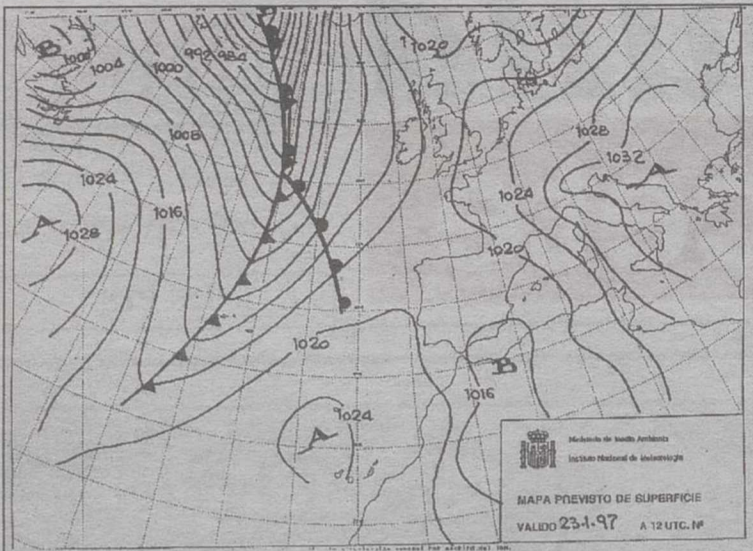 B
B
1020
1000
992
984
1004
1008
1028
1032
A
1024
1024
1016
A
1028
1020
1020
B
1016
1024
A
Ministerio de Medio Ambiente
Instituto Nacional de Meteorología
MAPA PREVISTO DE SUPERFICIE
VALIDO 23-1-97 A 12 UTC. Nº